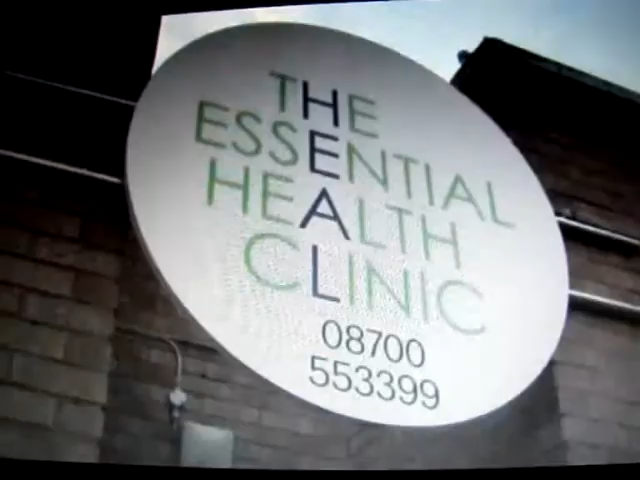 THE
ESSENTIAL
HEALTH
CLINIC
08700
553399